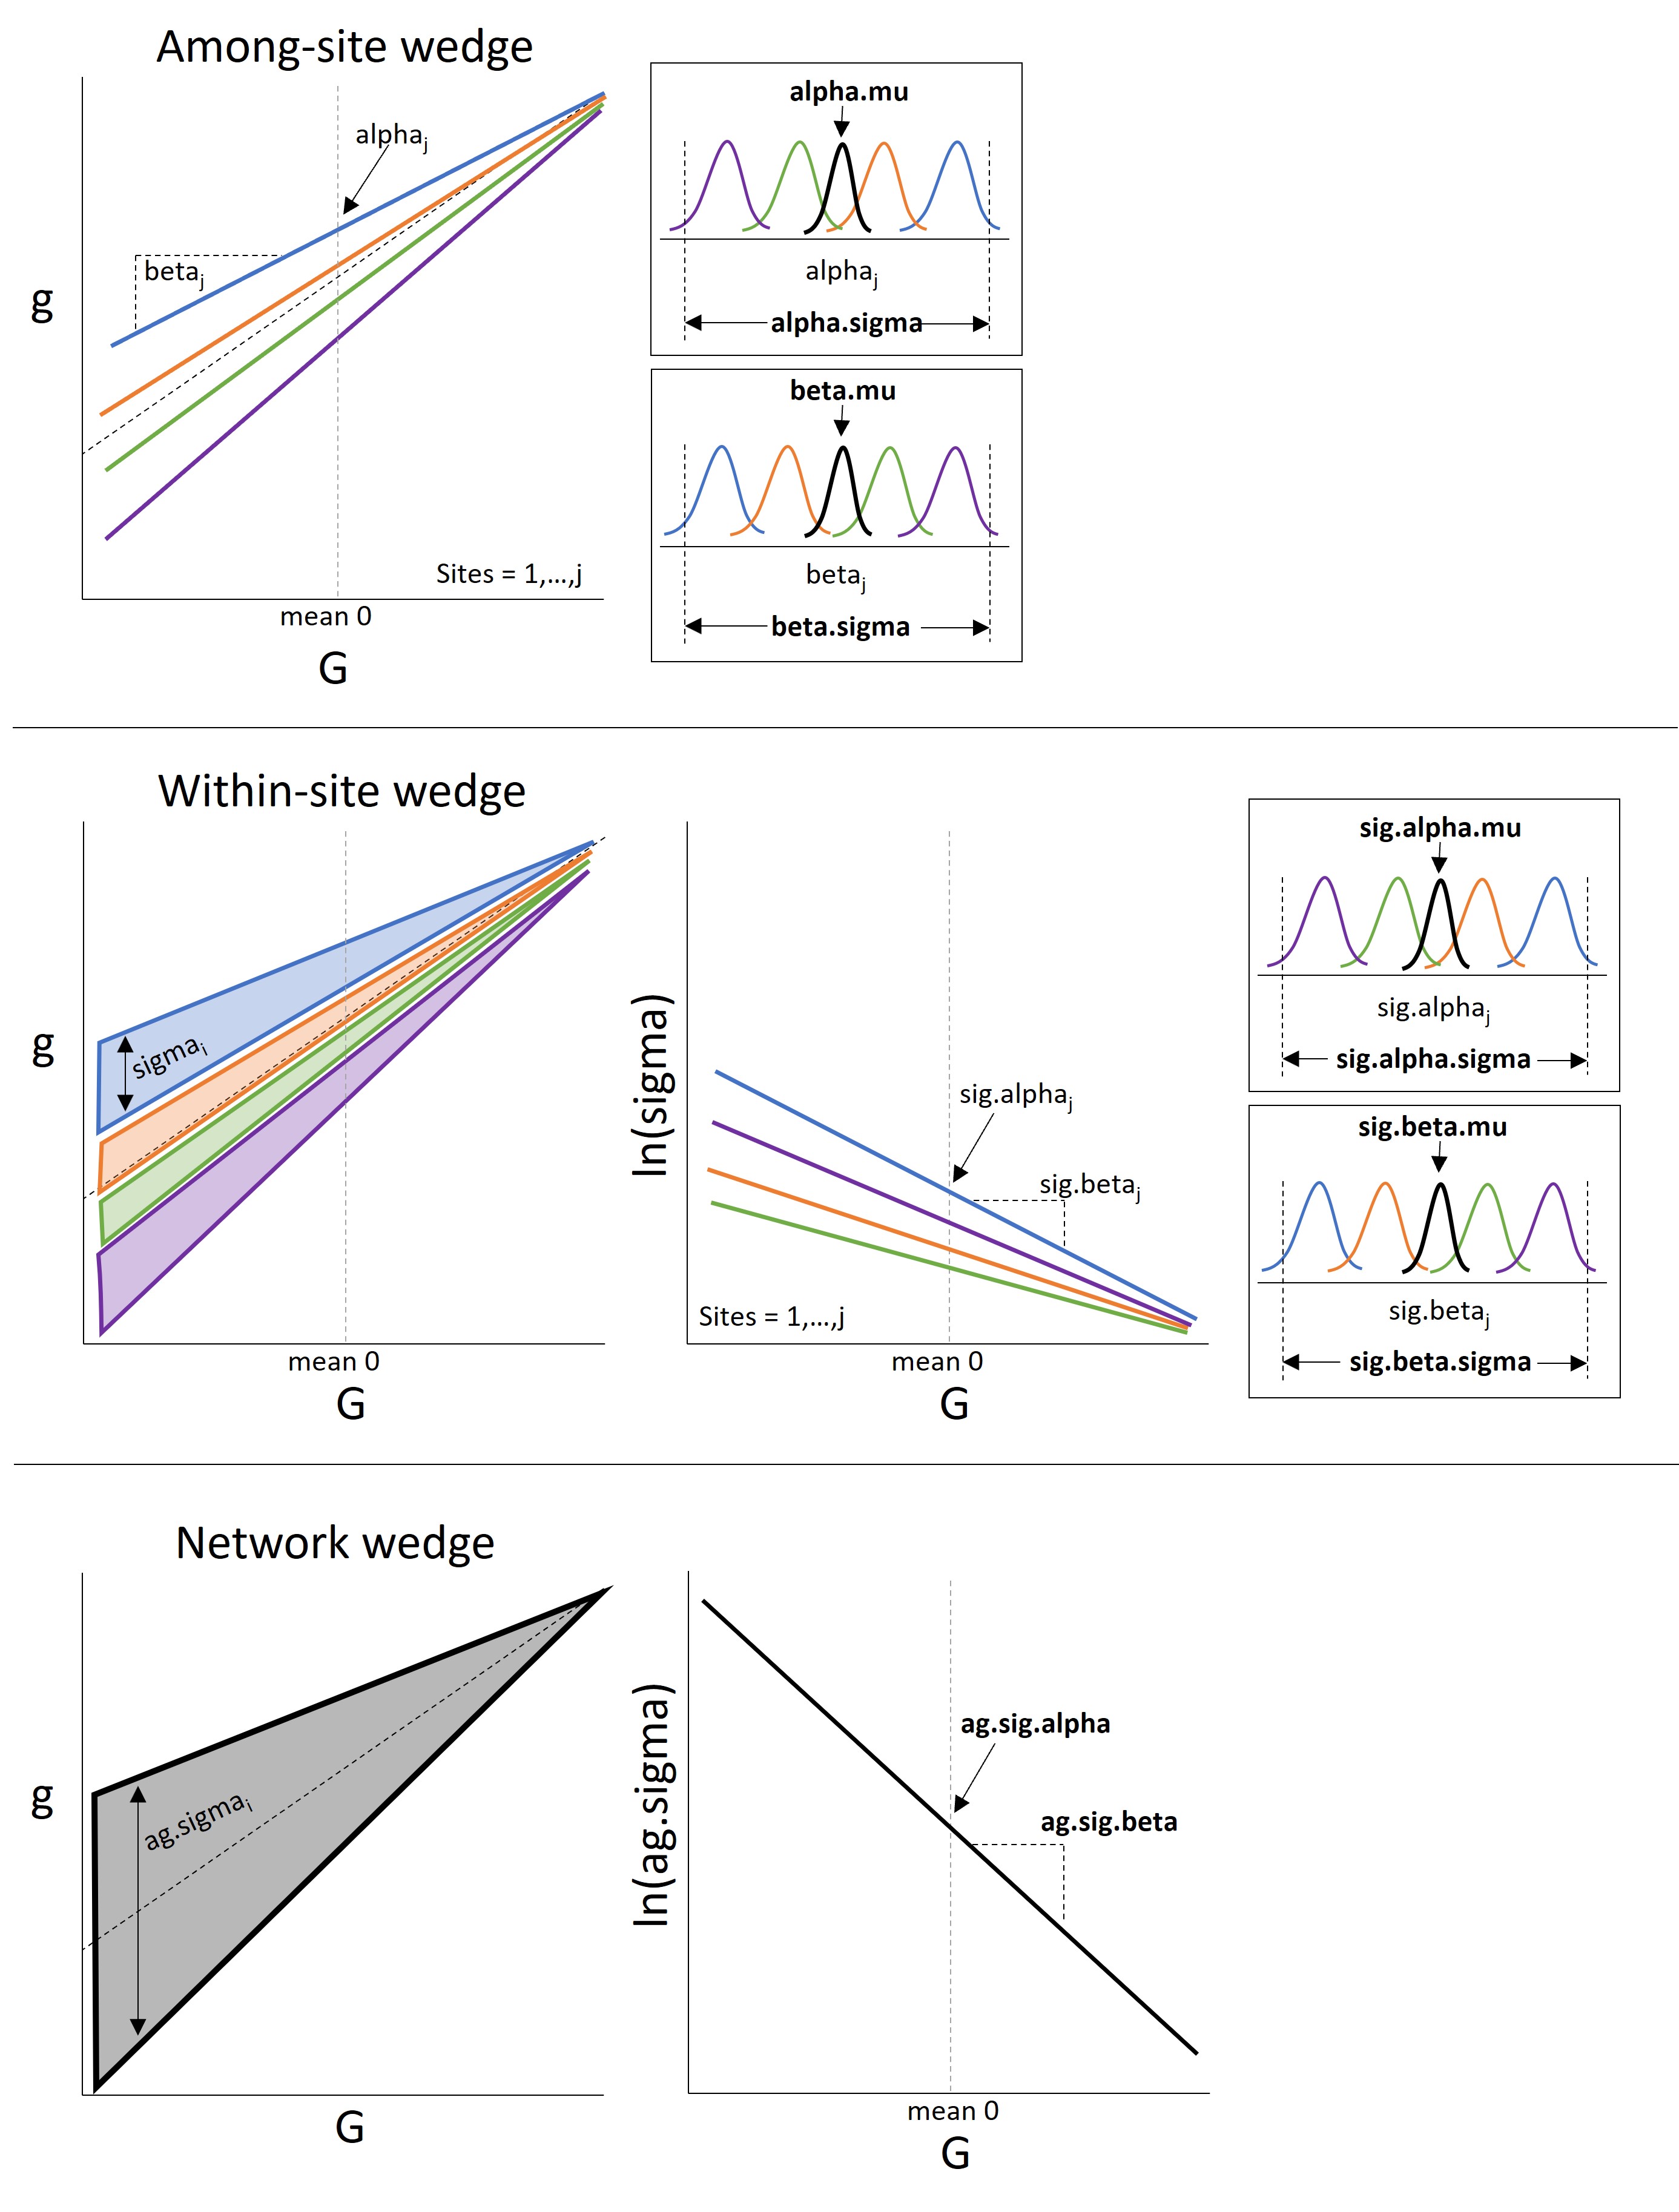 Among-site wedge
alphaj
betaj
g
Sites = 1,...,j
mean 0
G
alpha.mu
alphaj
alpha.sigma
beta.mu
betaj
beta.sigma
Within-site wedge
g
sigmai
mean 0
G
ln(sigma)
sig.alphaj
sig.betaj
Sites = 1,...,j
mean 0
G
sig.alpha.mu
sig.alphaj
sig.alpha.sigma
sig.beta.mu
sig.betaj
sig.beta.sigma
Network wedge
g
ag.sigmai
G
ln(ag.sigma)
ag.sig.alpha
ag.sig.beta
mean 0
G